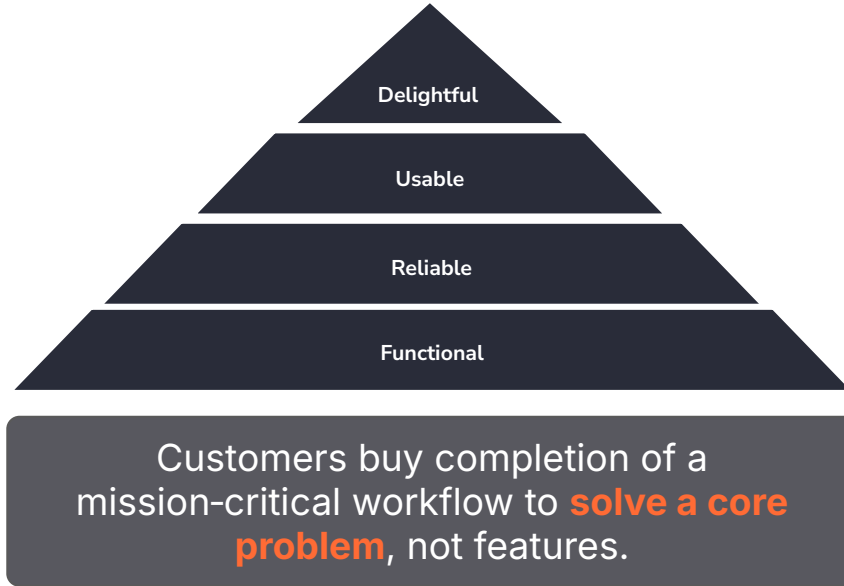 Delightful
Usable
Reliable
Functional
Customers buy completion of a
mission-critical workflow to solve a core
problem, not features.